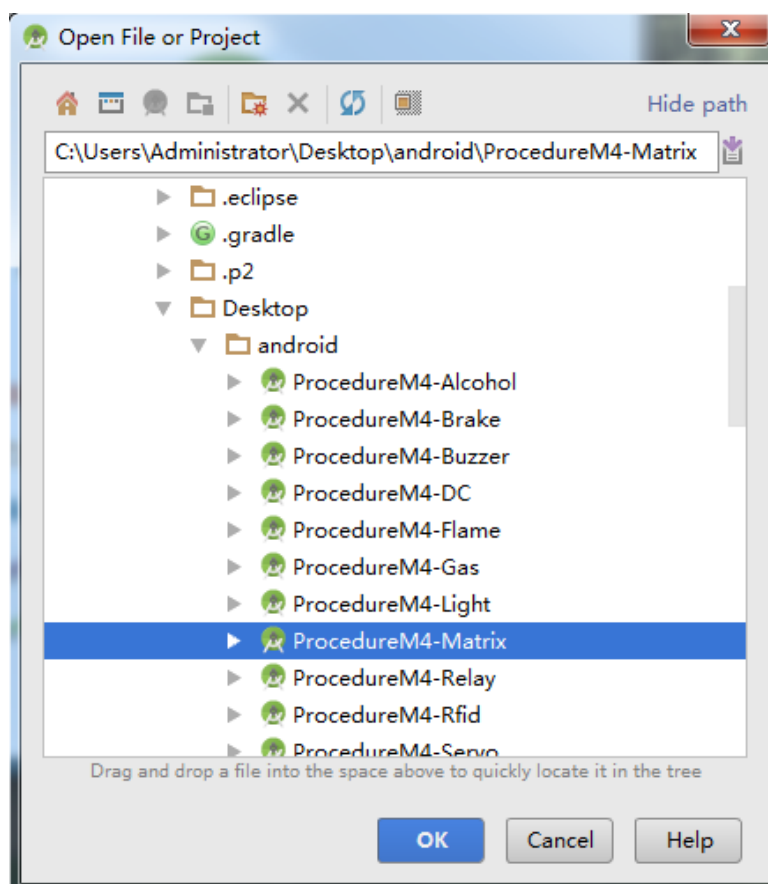 Open File or Project
Hide path
C:\Users\Administrator\Desktop\android\ProcedureM4-Matrix
.eclipse
.gradle
.p2
Desktop
android
ProcedureM4-Alcohol
ProcedureM4-Brake
ProcedureM4-Buzzer
ProcedureM4-DC
ProcedureM4-Flame
ProcedureM4-Gas
ProcedureM4-Light
ProcedureM4-Matrix
ProcedureM4-Relay
ProcedureM4-Rfid
ProcedureM4-Servo
Drag and drop a file into the space above to quickly locate it in the tree
OK Cancel Help